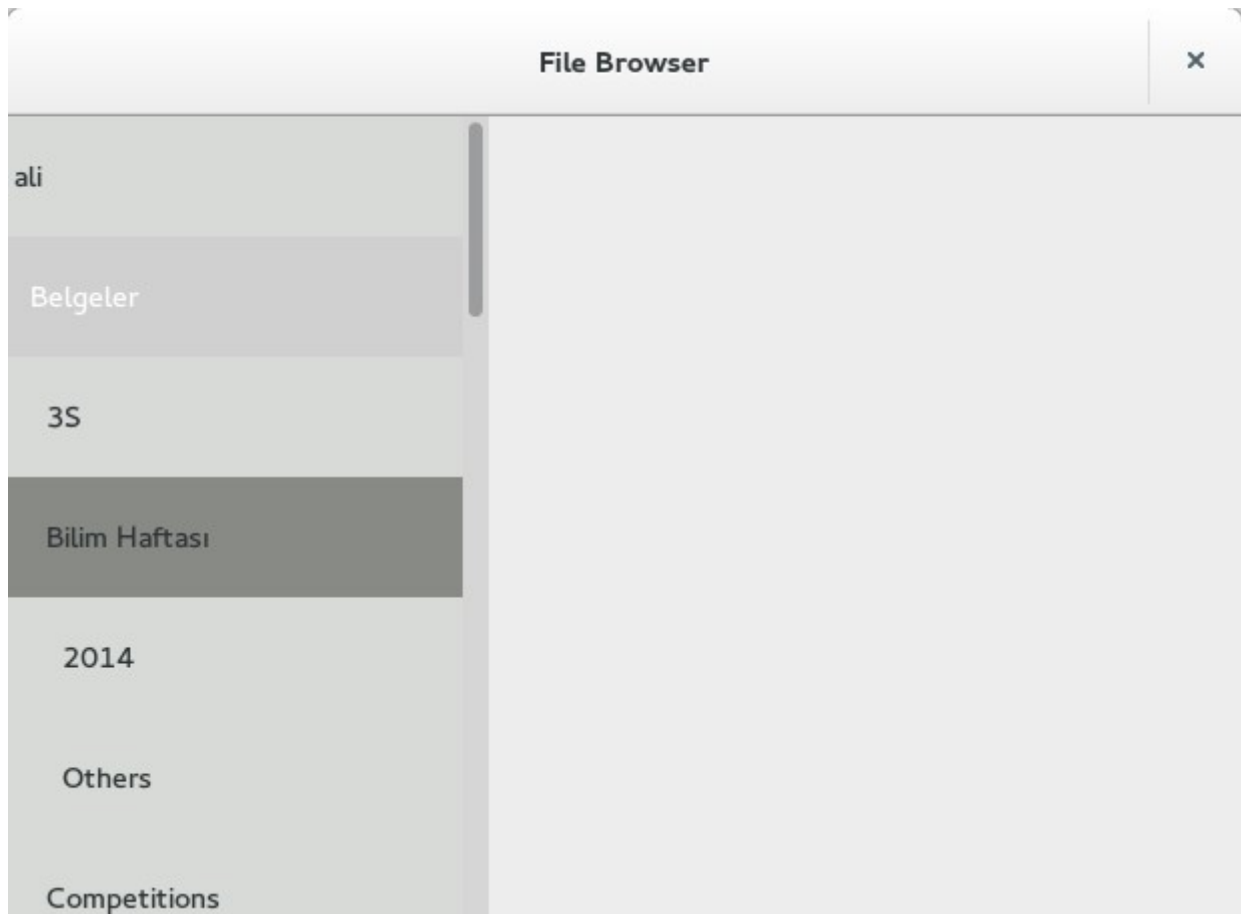 File Browser
ali
Belgeler
3S
Bilim Haftası
2014
Others
Competitions